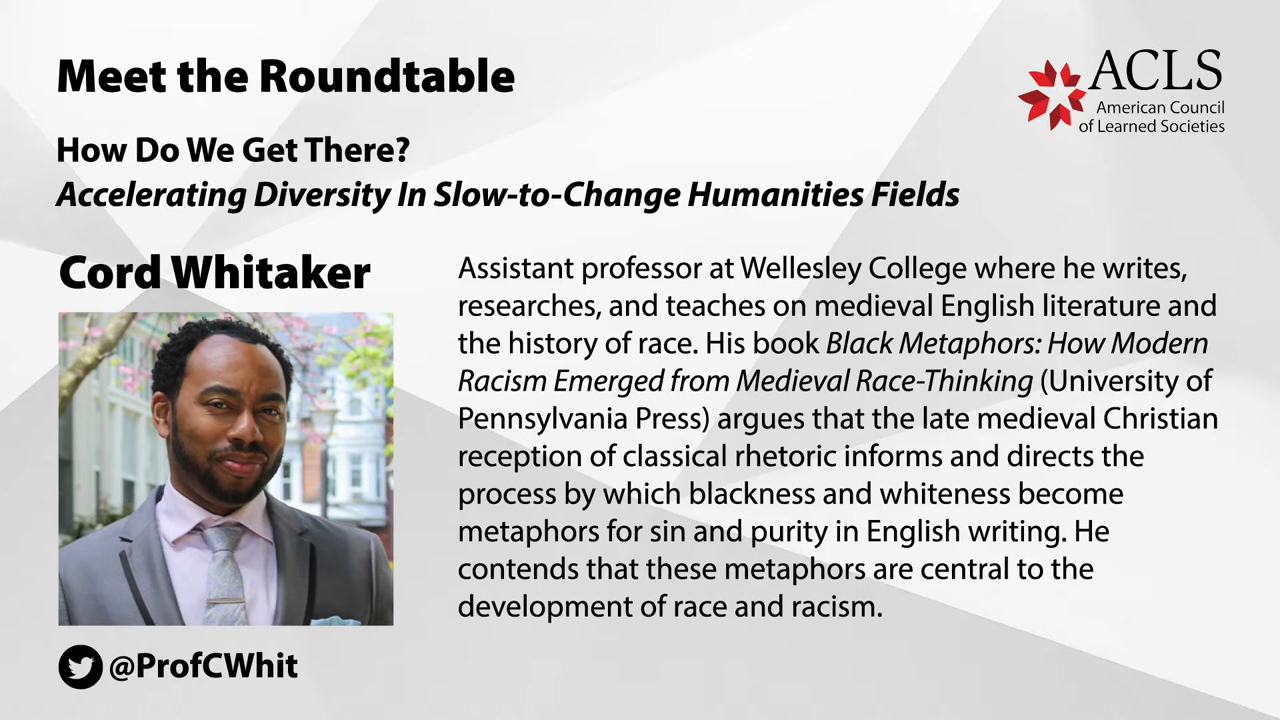 Meet the Roundtable
ACLS
American Council
of Learned Societies
How Do We Get There?
Accelerating Diversity In Slow-to-Change Humanities Fields
Cord Whitaker
Assistant professor at Wellesley College where he writes,
researches, and teaches on medieval English literature and
the history of race. His book Black Metaphors: How Modern
Racism Emerged from Medieval Race-Thinking (University of
Pennsylvania Press) argues that the late medieval Christian
reception of classical rhetoric informs and directs the
process by which blackness and whiteness become
metaphors for sin and purity in English writing. He
contends that these metaphors are central to the
development of race and racism.
@ProfCWhit